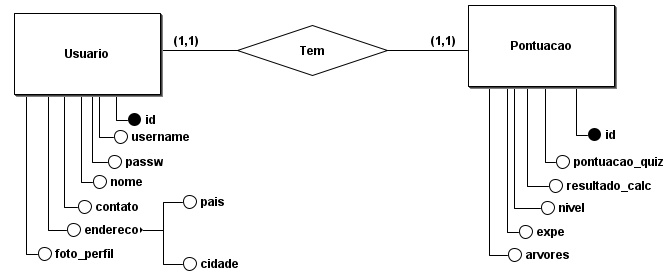 Usuario
(1,1)
Tem
(1,1)
Pontuacao
id
username
passw
nome
contato
endereco
pais
cidade
foto_perfil
id
pontuacao_quiz
resultado_calc
nivel
expe
arvores